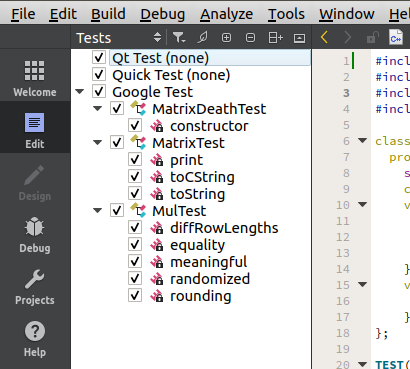 File Edit Build Debug Analyze Tools Window Help
Tests
Welcome
Edit
Design
Debug
Projects
Help
Qt Test (none)
Quick Test (none)
Google Test
MatrixDeathTest
constructor
MatrixTest
print
toCString
toString
MulTest
diffRowLengths
equality
meaningful
randomized
rounding
C++
1 #incl
2 #incl
3 #incl
4 #incl
5
6 class
7 pro
8 s
9 c
10 v
11
12
13
14 }
15 v
16
17 }
18 };
19
20 TEST(